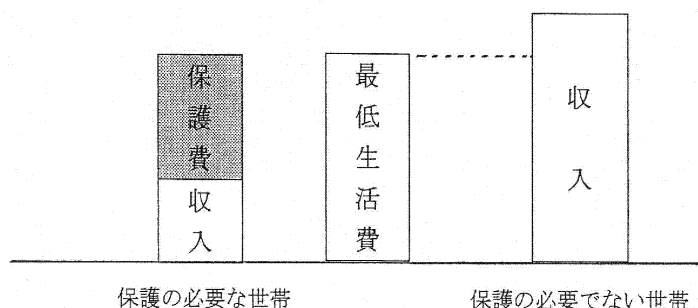 保護費
収入
最低生活費
収入
保護の必要な世帯
保護の必要でない世帯